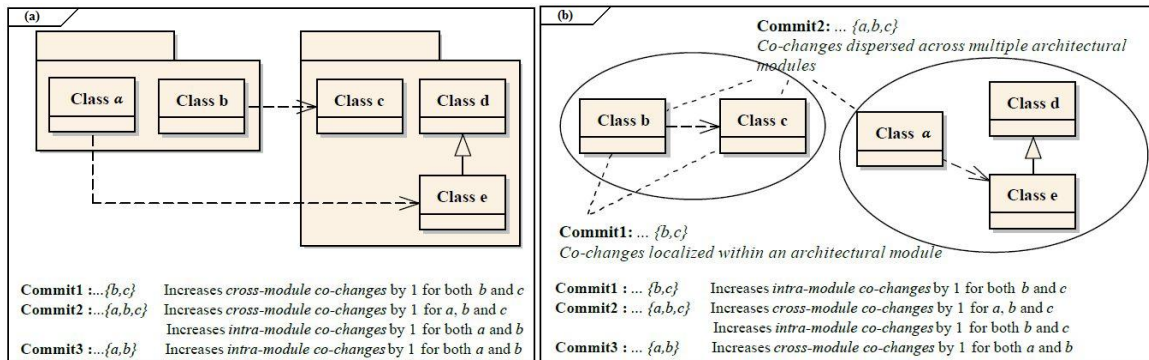 (a)
Class a
Class b
Class c
Class d
Class e
Commit1 :...{b,c} Increases cross-module co-changes by 1 for both b and c
Commit2 :...{a,b,c} Increases cross-module co-changes by 1 for a, b and c
Increases intra-module co-changes by 1 for both a and b
Commit3 :...{a,b} Increases intra-module co-changes by 1 for both a and b
(b)
Commit2: ... {a,b,c}
Co-changes dispersed across multiple architectural
modules
Class b
Class c
Class a
Class d
Class e
Commit1: ... {b,c}
Co-changes localized within an architectural module
Commit1 : ... {b,c} Increases intra-module co-changes by 1 for both b and c
Commit2 : ... {a,b,c} Increases cross-module co-changes by 1 for a, b and c
Increases intra-module co-changes by 1 for both b and c
Commit3 : ... {a,b} Increases cross-module co-changes by 1 for both a and b